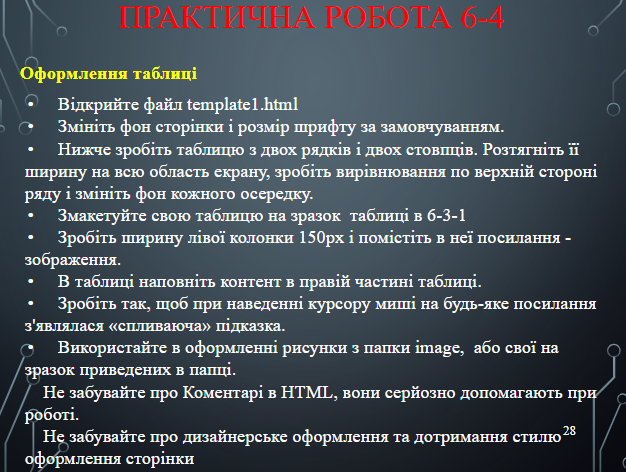 ПРАКТИЧНА РОБОТА 6-4
Оформлення таблиці
• Відкрийте файл template1.html
• Змініть фон сторінки і розмір шрифту за замовчуванням.
• Нижче зробіть таблицю з двох рядків і двох стовпців. Розтягніть її
ширину на всю область екрану, зробіть вирівнювання по верхній стороні
ряду і змініть фон кожного осередку.
• Змакетуйте свою таблицю на зразок таблиці в 6-3-1
• Зробіть ширину лівої колонки 150px і помістіть в неї посилання -
зображення.
• В таблиці наповніть контент в правій частині таблиці.
• Зробіть так, щоб при наведенні курсору миші на будь-яке посилання
з'являлася «спливаюча» підказка.
• Використайте в оформленні рисунки з папки image, або свої на
зразок приведених в папці.
Не забувайте про Коментарі в HTML, вони серйозно допомагають при
роботі.
Не забувайте про дизайнерське оформлення та дотримання стилю
оформлення сторінки
28